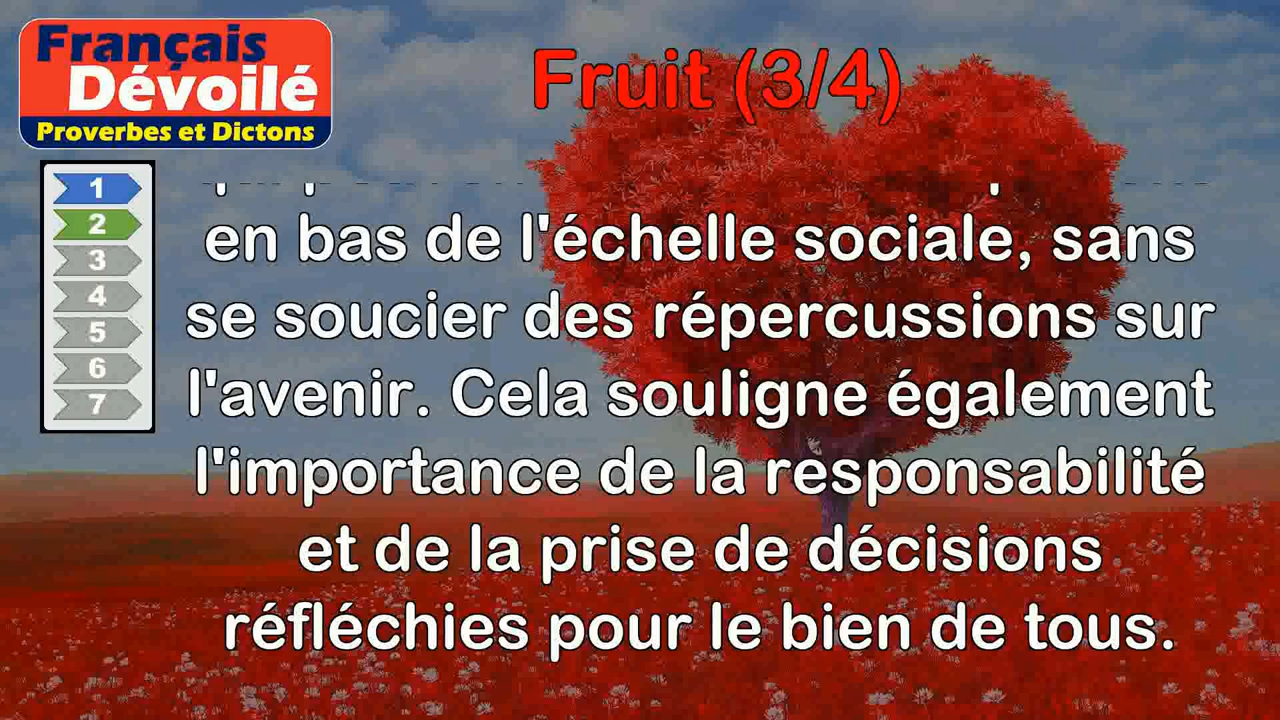 Français
Dévoilé
Proverbes et Dictons
Fruit (3/4)
1
2
3
4
5
6
7
en bas de l'échelle sociale, sans
se soucier des répercussions sur
l'avenir. Cela souligne également
l'importance de la responsabilité
et de la prise de décisions
réfléchies pour le bien de tous.